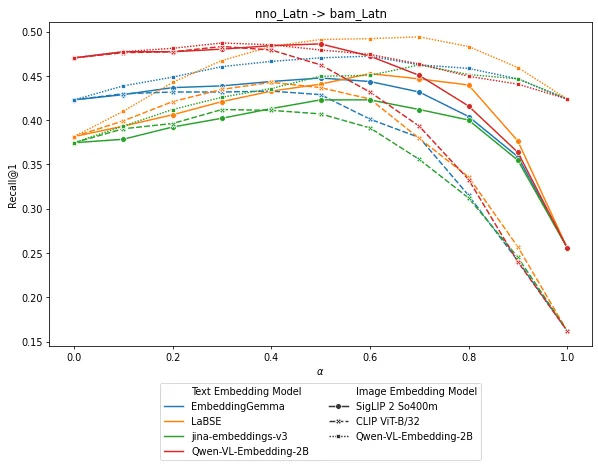 nno_Latn -> bam_Latn
Recall@1
0.50
0.45
0.40
0.35
0.30
0.25
0.20
0.15
0.0
0.2
0.4
0.6
0.8
1.0
α
Text Embedding Model
EmbeddingGemma
LaBSE
jina-embeddings-v3
Qwen-VL-Embedding-2B
Image Embedding Model
SigLIP 2 So400m
CLIP ViT-B/32
Qwen-VL-Embedding-2B